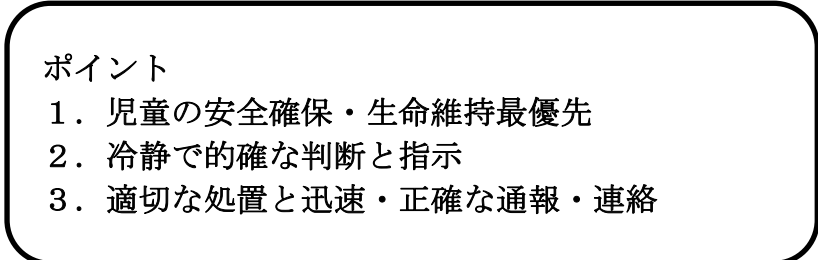 ポイント
１．児童の安全確保・生命維持最優先
２．冷静で的確な判断と指示
３．適切な処置と迅速・正確な通報・連絡